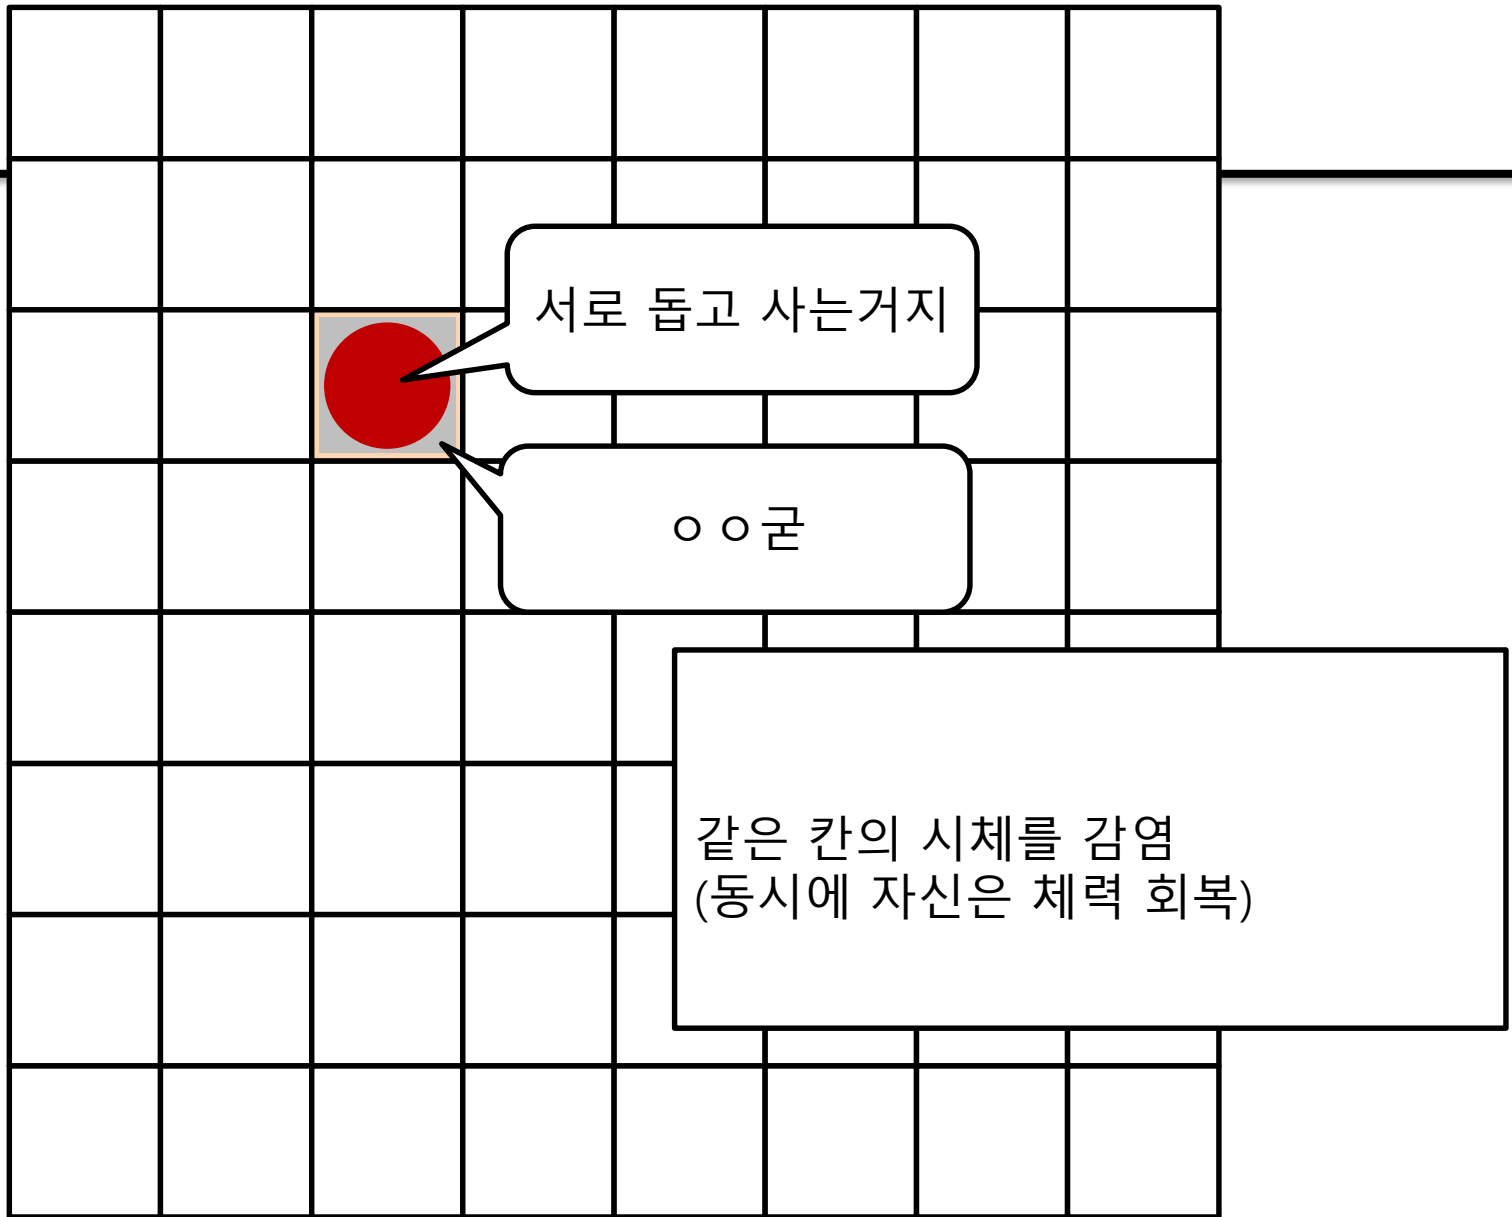 서로 돕고 사는거지
ㅇㅇ굳
같은 칸의 시체를 감염
(동시에 자신은 체력 회복)